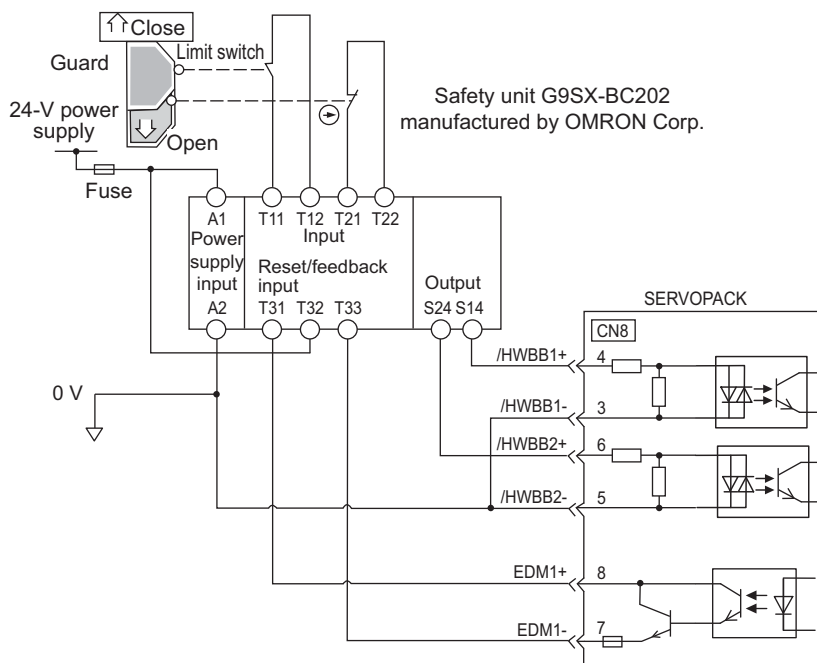 Close
Guard
Limit switch
24-V power
supply
Open
Fuse
Safety unit G9SX-BC202
manufactured by OMRON Corp.
A1 T11 T12 T21 T22
Power
supply
input
Input
Reset/feedback
input
Output
A2 T31 T32 T33 S24 S14
SERVOPACK
CN8
/HWBB1+ 4
0 V
/HWBB1- 3
/HWBB2+ 6
/HWBB2- 5
EDM1+ 8
EDM1- 7